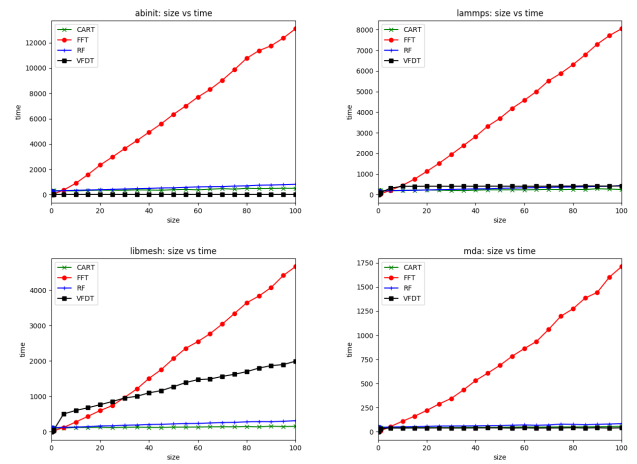 abinit: size vs time
CART
FFT
RF
VFDT
12000
10000
8000
6000
4000
2000
0
time
0 20 40 60 80 100
size
lammps: size vs time
CART
FFT
RF
VFDT
8000
7000
6000
5000
4000
3000
2000
1000
0
time
0 20 40 60 80 100
size
libmesh: size vs time
CART
FFT
RF
VFDT
4000
3000
2000
1000
0
time
0 20 40 60 80 100
size
mda: size vs time
CART
FFT
RF
VFDT
1750
1500
1250
1000
750
500
250
0
time
0 20 40 60 80 100
size